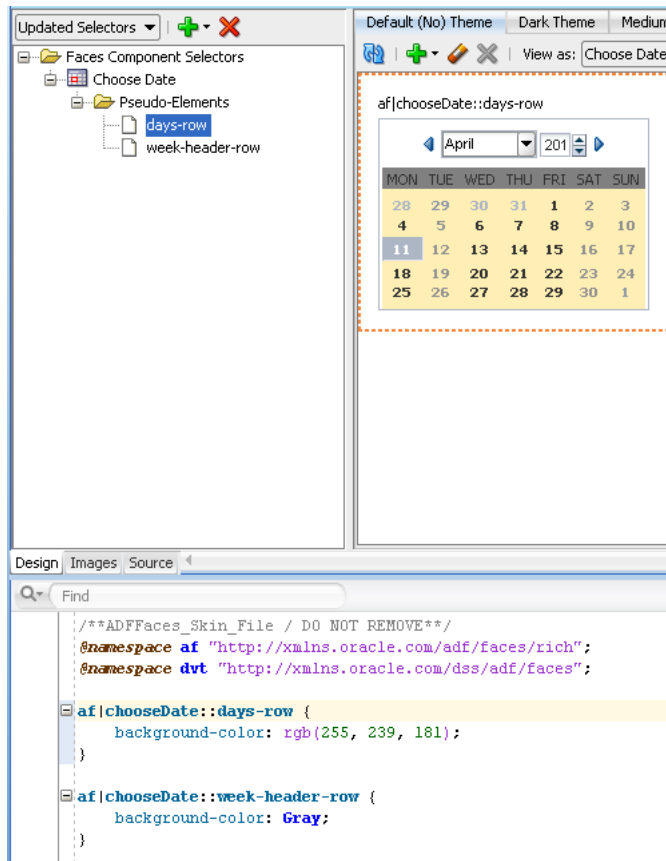 Updated Selectors
Faces Component Selectors
Choose Date
Pseudo-Elements
days-row
week-header-row
Default (No) Theme Dark Theme Medium
View as: Choose Date
af|chooseDate::days-row
April 201
MON TUE WED THU FRI SAT SUN
28 29 30 31 1 2 3
4 5 6 7 8 9 10
11 12 13 14 15 16 17
18 19 20 21 22 23 24
25 26 27 28 29 30 1
Design Images Source
Find
/**ADFFaces_Skin_File / DO NOT REMOVE**/
@namespace af "http://xmlns.oracle.com/adf/faces/rich";
@namespace dvt "http://xmlns.oracle.com/dss/adf/faces";
af|chooseDate::days-row {
background-color: rgb(255, 239, 181);
}
af|chooseDate::week-header-row {
background-color: Gray;
}